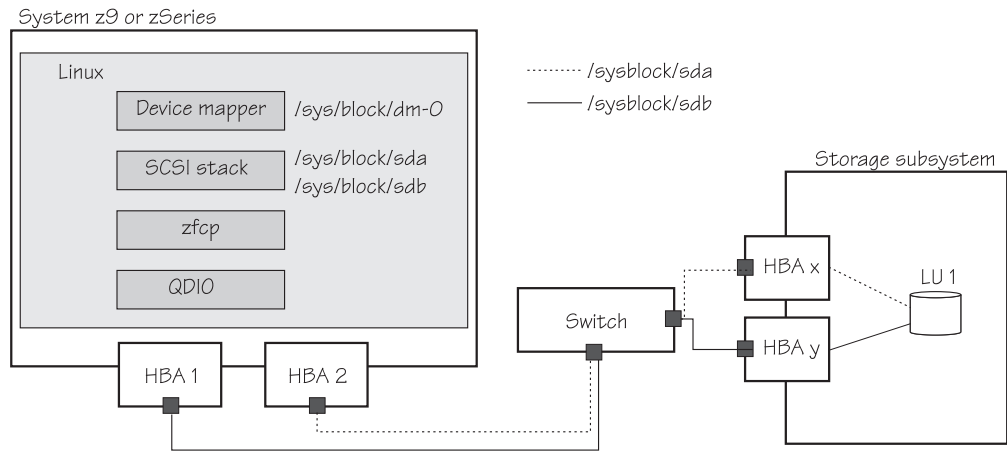 System z9 or zSeries
Linux
Device mapper /sys/block/dm-0
SCSI stack /sys/block/sda
/sys/block/sdb
zfcp
QDIO
HBA 1
HBA 2
/sysblock/sda
/sysblock/sdb
Switch
Storage subsystem
HBA x
HBA y
LU 1